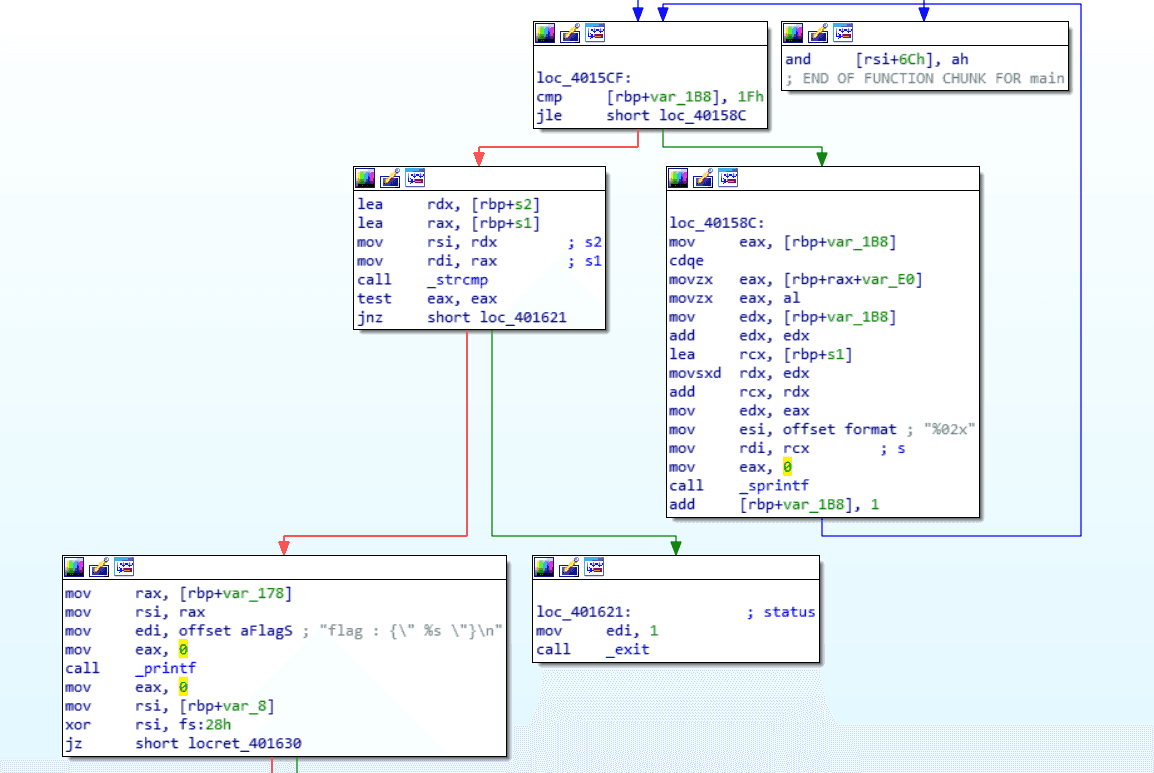 loc_4015CF:
cmp [rbp+var_1B8], 1Fh
jle short loc_40158C
and [rsi+6Ch], ah
; END OF FUNCTION CHUNK FOR main
lea rdx, [rbp+s2]
lea rax, [rbp+s1]
mov rsi, rdx ; s2
mov rdi, rax ; s1
call _strcmp
test eax, eax
jnz short loc_401621
loc_40158C:
mov eax, [rbp+var_1B8]
cdqe
movzx eax, [rbp+rax+var_E0]
movzx eax, al
mov edx, [rbp+var_1B8]
add edx, edx
lea rcx, [rbp+s1]
movsxd rdx, edx
add rcx, rdx
mov edx, eax
mov esi, offset format ; "%02x"
mov rdi, rcx ; s
mov eax, 0
call _sprintf
add [rbp+var_1B8], 1
mov rax, [rbp+var_178]
mov rsi, rax
mov edi, offset aFlagS ; "flag : {\" %s \"}\n"
mov eax, 0
call _printf
mov eax, 0
mov rsi, [rbp+var_8]
xor rsi, fs:28h
jz short locret_401630
loc_401621: ; status
mov edi, 1
call _exit